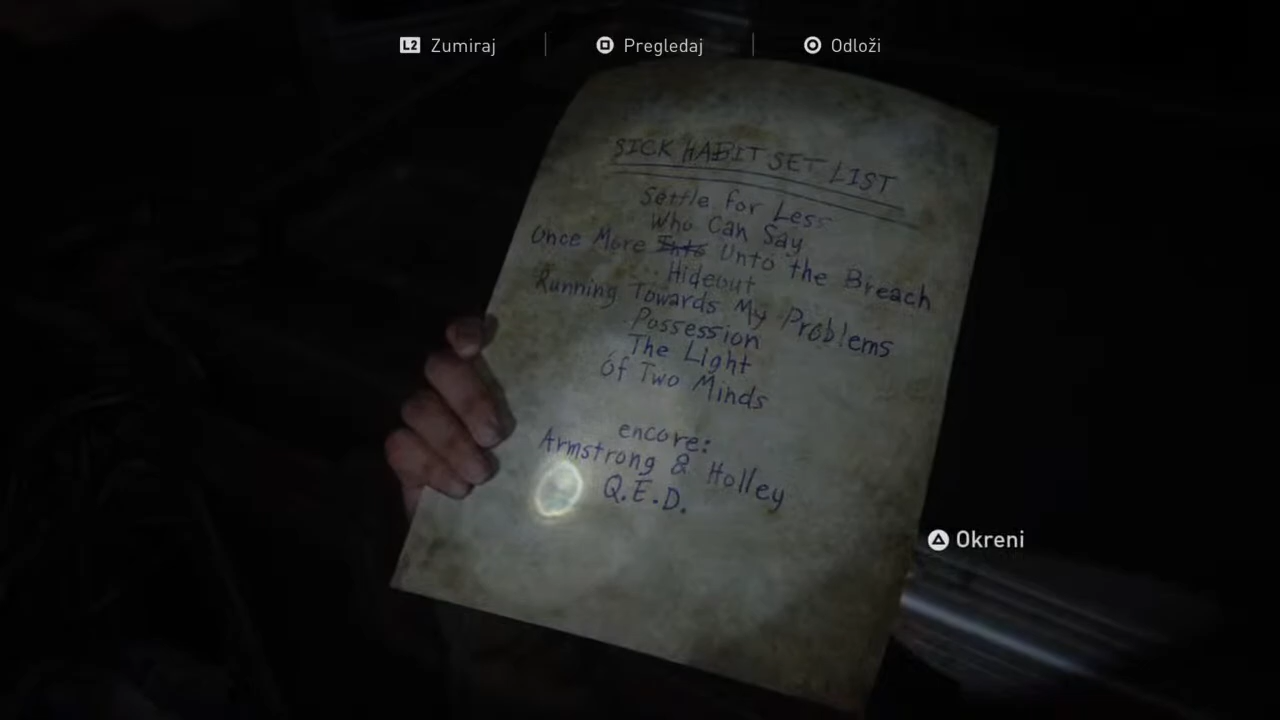 L2 Zumiraj
Pregledaj
Odloži
SICK HABIT SET LIST
Settle for Less
Who Can Say
Once More Into Unto the Breach
Hideout
Running Towards My Problems
Possession
The Light
Of Two Minds
encore:
Armstrong & Holley
Q.E.D.
Okreni